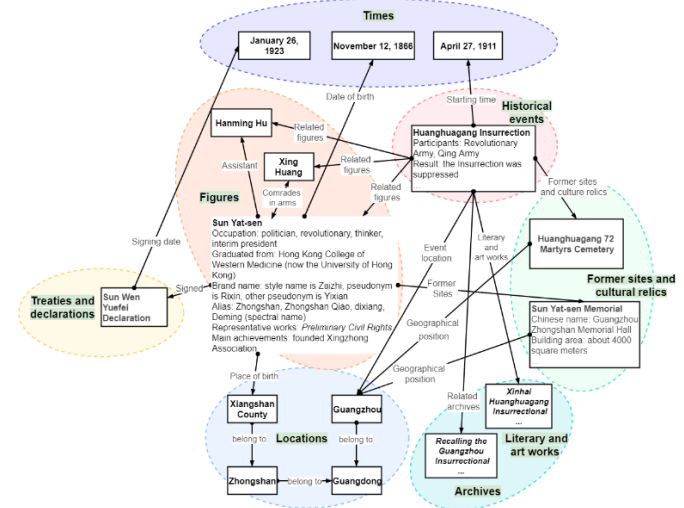 Times
January 26,
1923
November 12, 1866
April 27, 1911
Date of birth
Starting time
Historical
events
Hanming Hu
Related
figures
Huanghuagang Insurrection
Participants: Revolutionary
Army, Qing Army
Result: the Insurrection was
suppressed
...
Assistant
Xing
Huang
Related
figures
Related
figures
Comrades
in arms
Figures
Former sites
and culture relics
Sun Yat-sen
Occupation: politician, revolutionary, thinker,
interim president
Graduated from: Hong Kong College of
Western Medicine (now the University of Hong
Kong)
Brand name: style name is Zaizhi, pseudonym
is Rixin, other pseudonym is Yixian
Alias: Zhongshan, Zhongshan Qiao, dixiang,
Deming (spectral name)
Representative works: Preliminary Civil Rights
Main achievements: founded Xingzhong
Association
Signing date
Event
location
Literary
and
art works
Huanghuagang 72
Martyrs Cemetery
Treaties and
declarations
Signed
Sun Wen
Yuefei
Declaration
Former
Sites
Former sites and
cultural relics
Geographical
position
Sun Yat-sen Memorial
Chinese name: Guangzhou
Zhongshan Memorial Hall
Building area: about 4000
square meters
...
Geographical
position
Place of birth
Xiangshan
County
Guangzhou
Related
archives
Xinhai
Huanghuagang
Insurrectional
...
belong to
Locations
belong to
Recalling the
Guangzhou
Insurrectional
...
Literary and
art works
Zhongshan
belong to
Guangdong
Archives